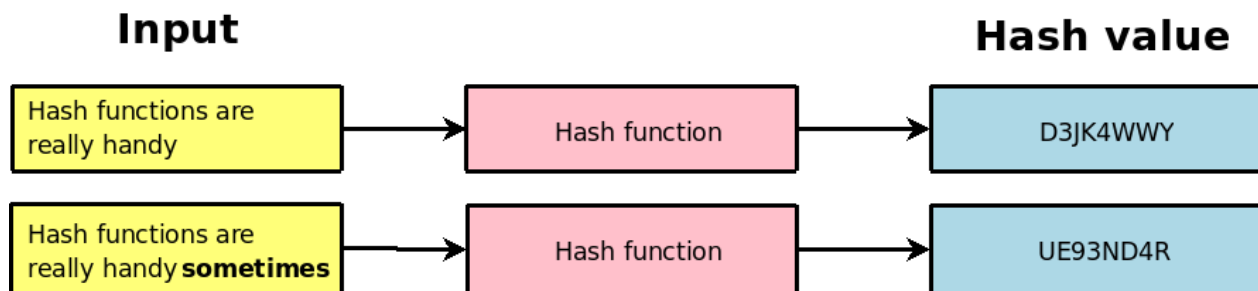 Input
Hash value
Hash functions are
really handy
Hash function
D3JK4WWY
Hash functions are
really handy sometimes
Hash function
UE93ND4R